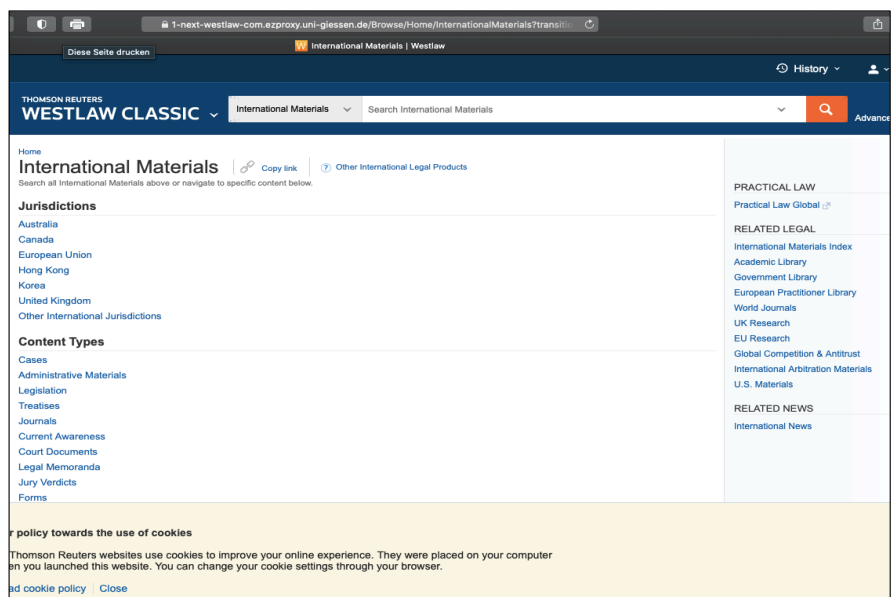 1-next-westlaw-com.ezproxy.uni-giessen.de/Browse/Home/InternationalMaterials?transitio
Diese Seite drucken
International Materials | Westlaw
History
THOMSON REUTERS
WESTLAW CLASSIC
International Materials
Search International Materials
Advance
Home
International Materials
Copy link
Other International Legal Products
Search all International Materials above or navigate to specific content below.
Jurisdictions
Australia
Canada
European Union
Hong Kong
Korea
United Kingdom
Other International Jurisdictions
Content Types
Cases
Administrative Materials
Legislation
Treatises
Journals
Current Awareness
Court Documents
Legal Memoranda
Jury Verdicts
Forms
PRACTICAL LAW
Practical Law Global
RELATED LEGAL
International Materials Index
Academic Library
Government Library
European Practitioner Library
World Journals
UK Research
EU Research
Global Competition & Antitrust
International Arbitration Materials
U.S. Materials
RELATED NEWS
International News
r policy towards the use of cookies
Thomson Reuters websites use cookies to improve your online experience. They were placed on your computer
en you launched this website. You can change your cookie settings through your browser.
ad cookie policy
Close